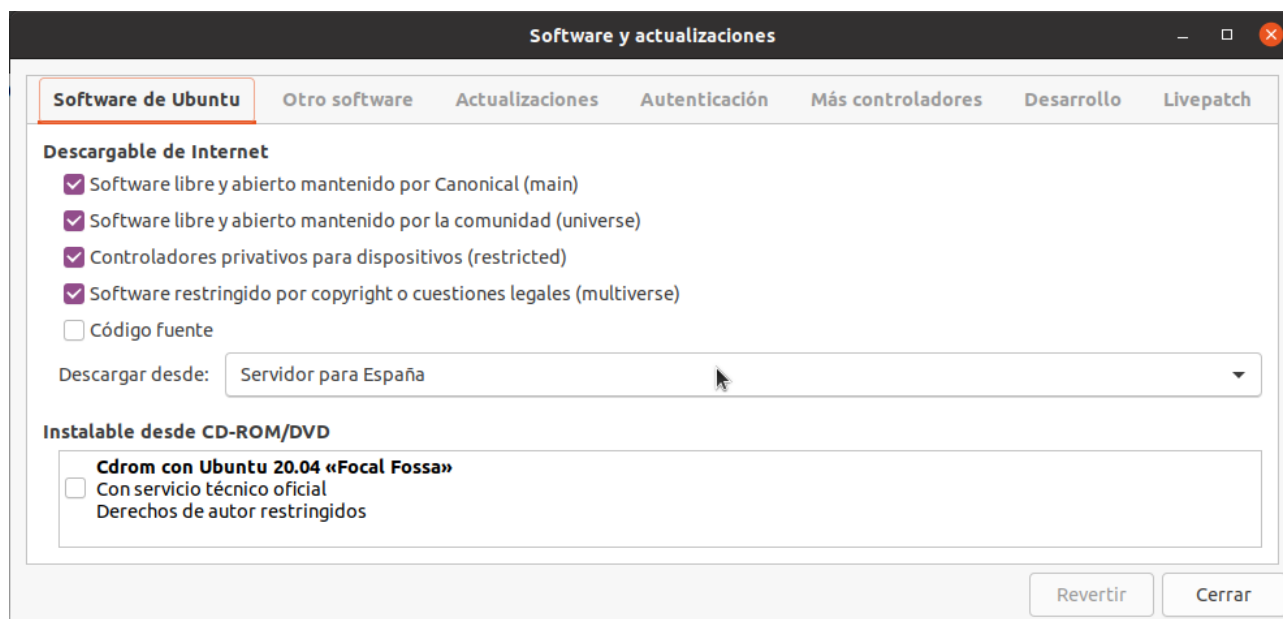 Software y actualizaciones
Software de Ubuntu Otro software Actualizaciones Autenticación Más controladores Desarrollo Livepatch
Descargable de Internet
Software libre y abierto mantenido por Canonical (main)
Software libre y abierto mantenido por la comunidad (universe)
Controladores privativos para dispositivos (restricted)
Software restringido por copyright o cuestiones legales (multiverse)
Código fuente
Descargar desde: Servidor para España
Instalable desde CD-ROM/DVD
Cdrom con Ubuntu 20.04 «Focal Fossa»
Con servicio técnico oficial
Derechos de autor restringidos
Revertir Cerrar